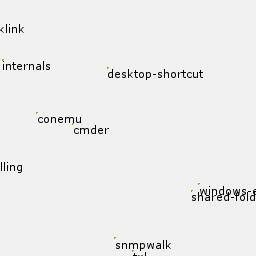 klink
internals
desktop-shortcut
conemu
cmder
lling
windows-e
shared-fold
snmpwalk